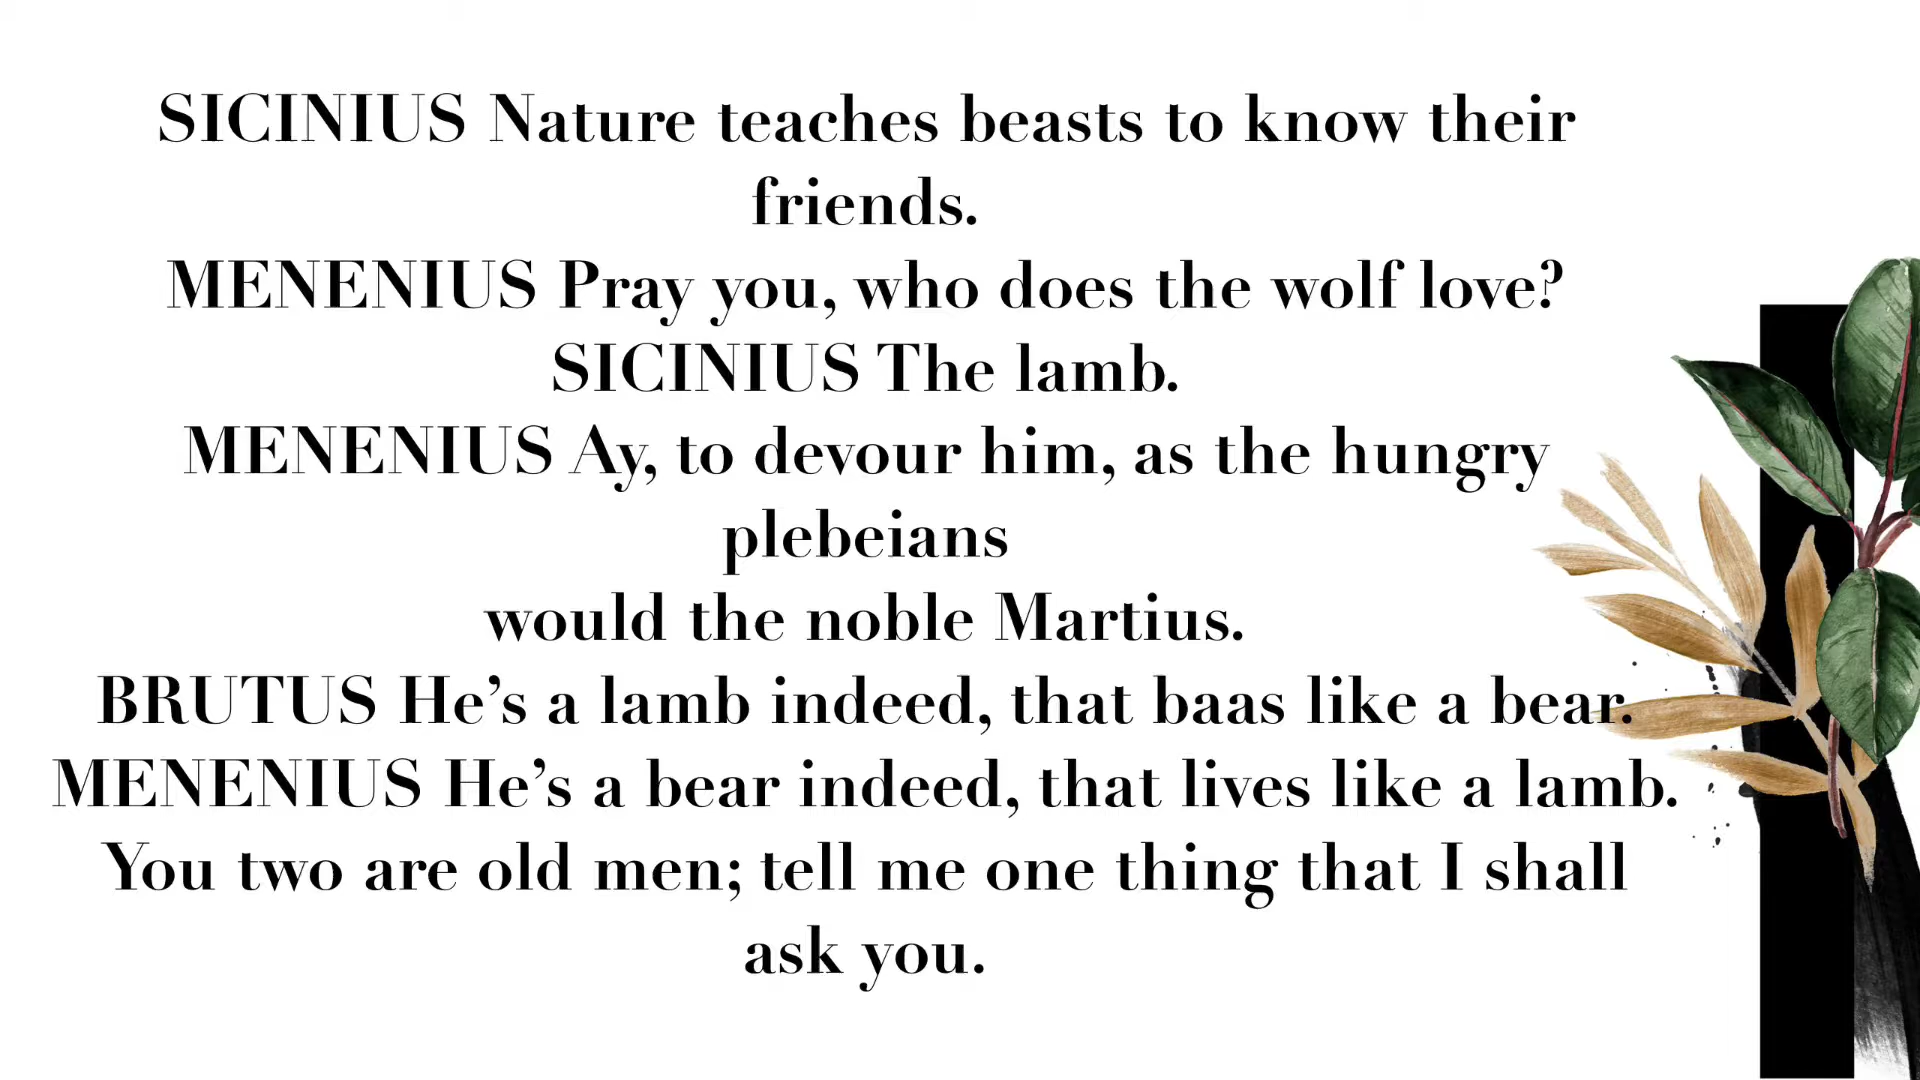 SICINIUS Nature teaches beasts to know their
friends.
MENENIUS Pray you, who does the wolf love?
SICINIUS The lamb.
MENENIUS Ay, to devour him, as the hungry
plebeians
would the noble Martius.
BRUTUS He’s a lamb indeed, that baas like a bear.
MENENIUS He’s a bear indeed, that lives like a lamb.
You two are old men; tell me one thing that I shall
ask you.